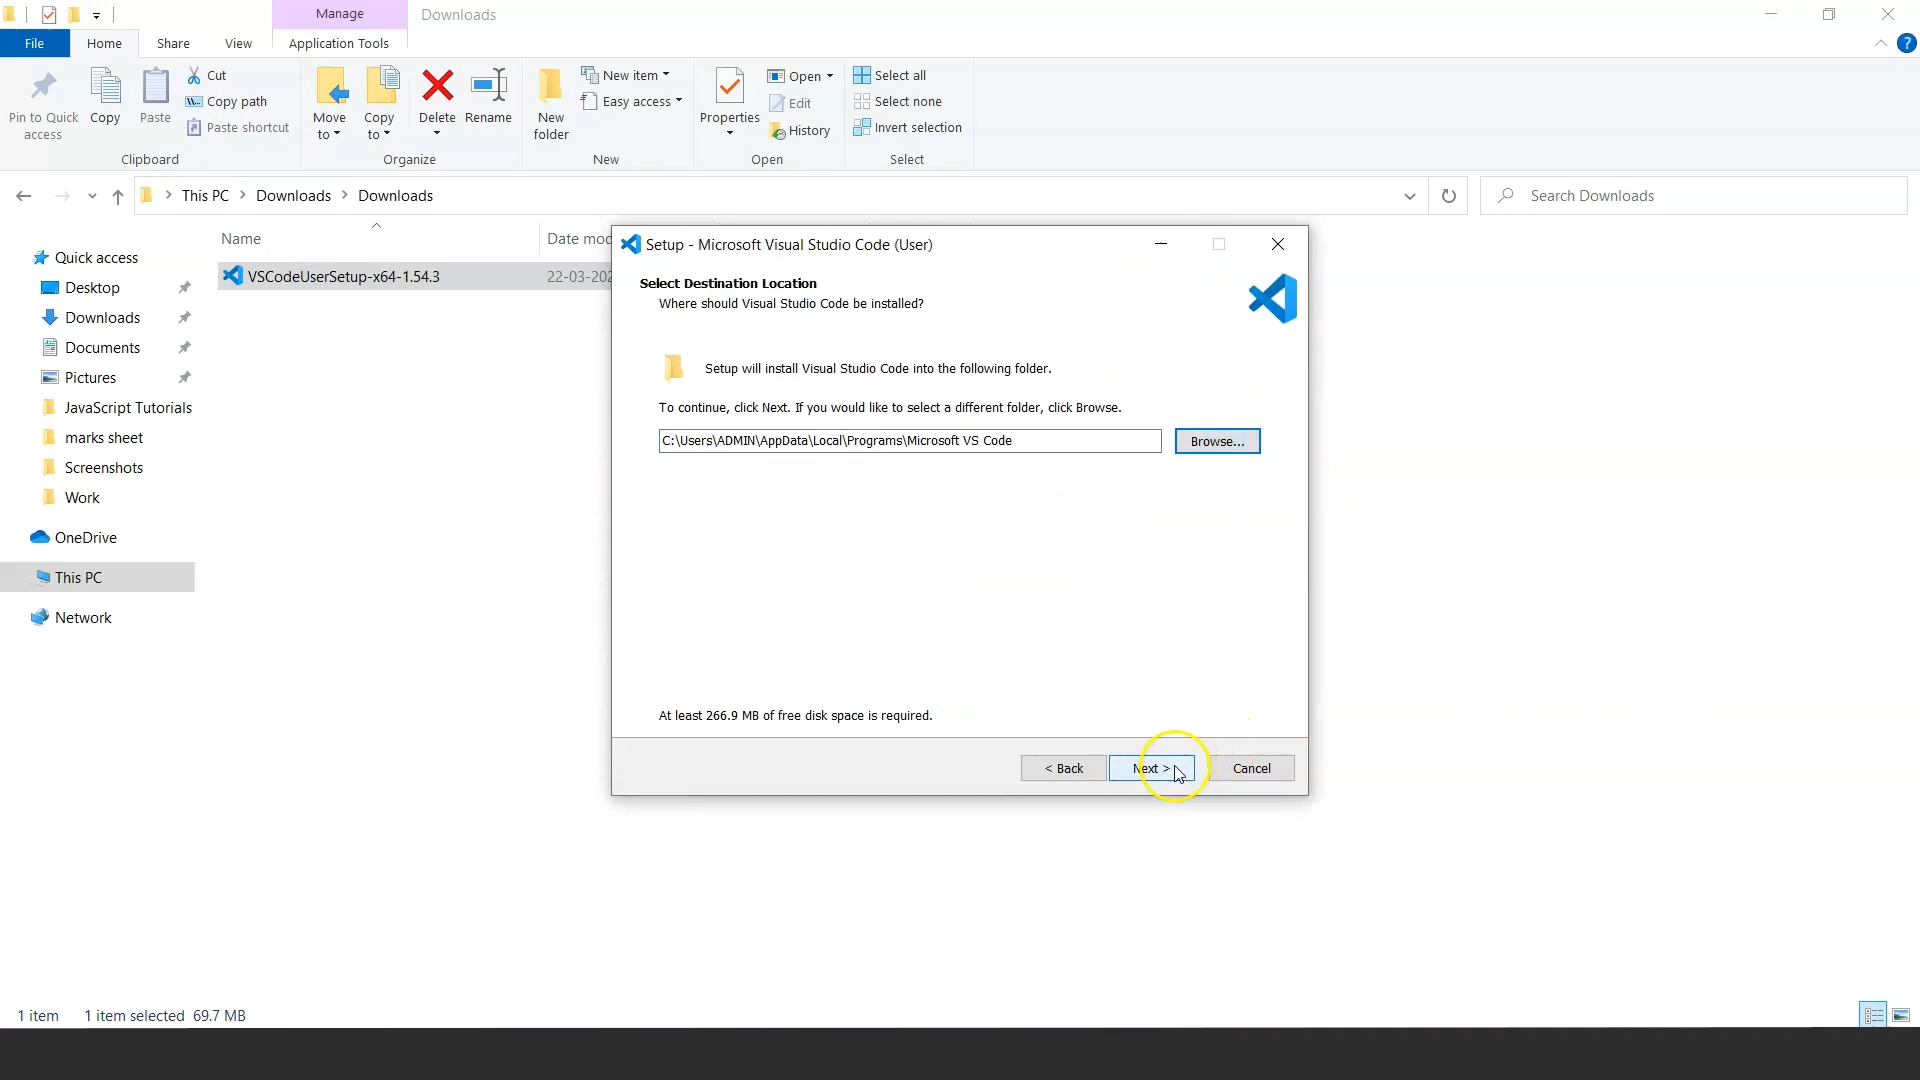 Manage
Downloads
File
Home
Share
View
Application Tools
Pin to Quick access
Copy
Paste
Cut
Copy path
Paste shortcut
Clipboard
Move to
Copy to
Delete
Rename
Organize
New folder
New item
Easy access
New
Properties
Open
Edit
History
Open
Select all
Select none
Invert selection
Select
This PC > Downloads > Downloads
Search Downloads
Name
Date mod
Quick access
Desktop
Downloads
Documents
Pictures
JavaScript Tutorials
marks sheet
Screenshots
Work
OneDrive
This PC
Network
VSCodeUserSetup-x64-1.54.3
22-03-202
Setup - Microsoft Visual Studio Code (User)
Select Destination Location
Where should Visual Studio Code be installed?
Setup will install Visual Studio Code into the following folder.
To continue, click Next. If you would like to select a different folder, click Browse.
C:\Users\ADMIN\AppData\Local\Programs\Microsoft VS Code
Browse...
At least 266.9 MB of free disk space is required.
< Back
Next >
Cancel
1 item
1 item selected 69.7 MB